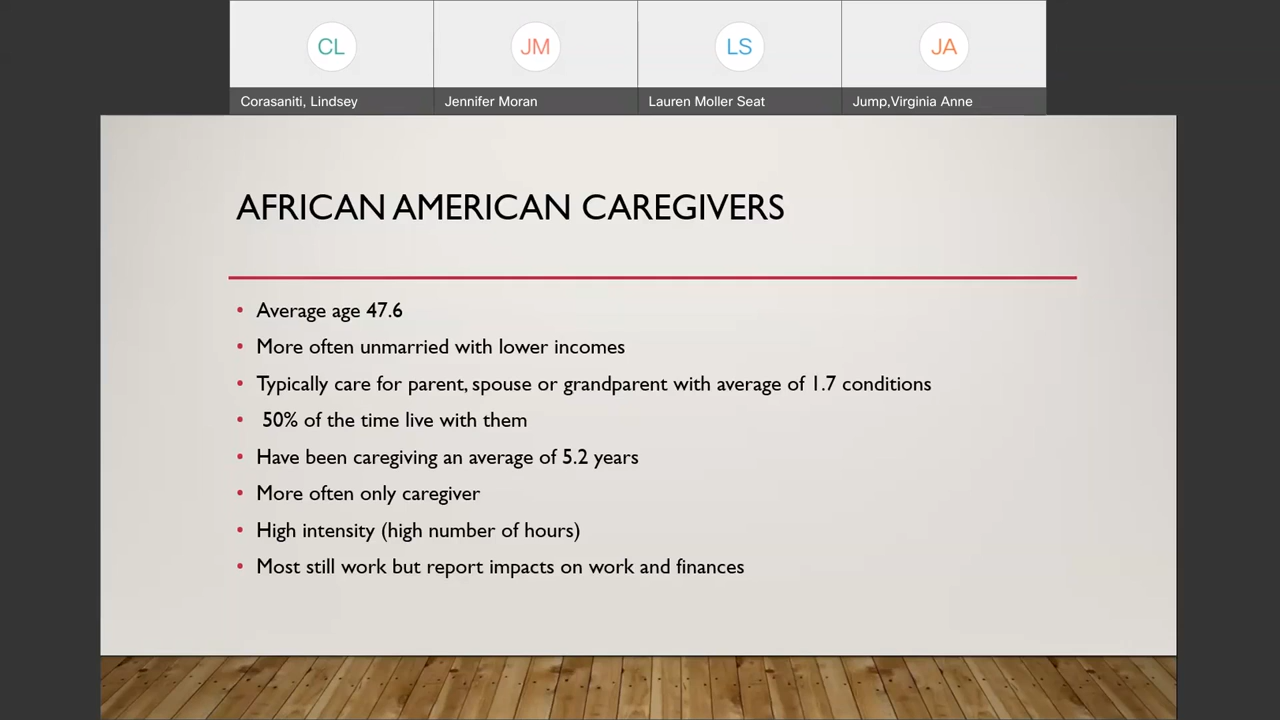 CL
JM
LS
JA
Corasaniti, Lindsey
Jennifer Moran
Lauren Moller Seat
Jump,Virginia Anne
AFRICAN AMERICAN CAREGIVERS
• Average age 47.6
• More often unmarried with lower incomes
• Typically care for parent, spouse or grandparent with average of 1.7 conditions
• 50% of the time live with them
• Have been caregiving an average of 5.2 years
• More often only caregiver
• High intensity (high number of hours)
• Most still work but report impacts on work and finances